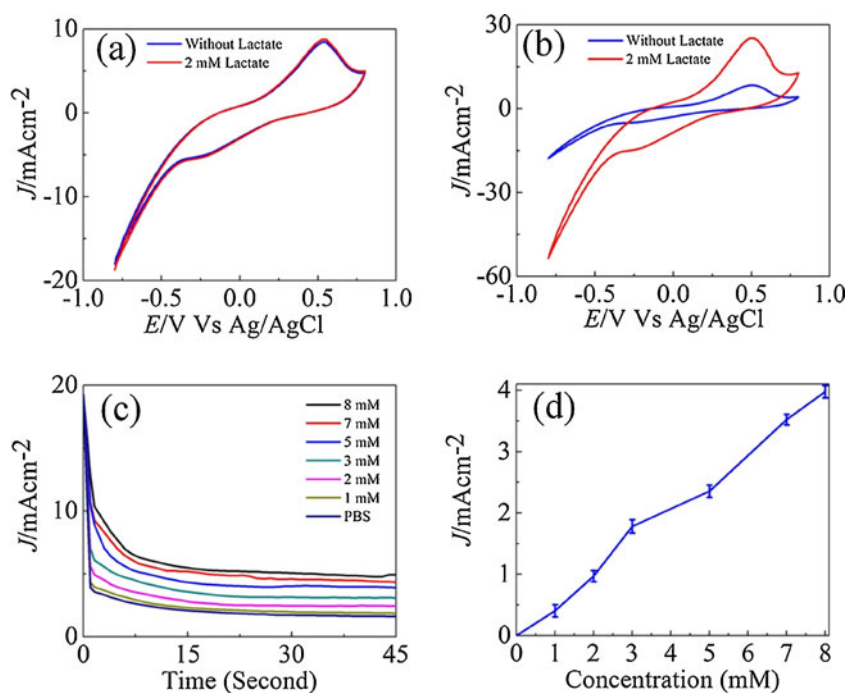 (a)
Without Lactate
2 mM Lactate
J/mAcm-2
10
0
-10
-20
-1.0 -0.5 0.0 0.5 1.0
E/V Vs Ag/AgCl
(b)
Without Lactate
2 mM Lactate
J/mAcm-2
30
0
-30
-60
-1.0 -0.5 0.0 0.5 1.0
E/V Vs Ag/AgCl
(c)
8 mM
7 mM
5 mM
3 mM
2 mM
1 mM
PBS
J/mAcm-2
20
10
0
0 15 30 45
Time (Second)
(d)
J/mAcm-2
4
3
2
1
0
0 1 2 3 4 5 6 7 8
Concentration (mM)